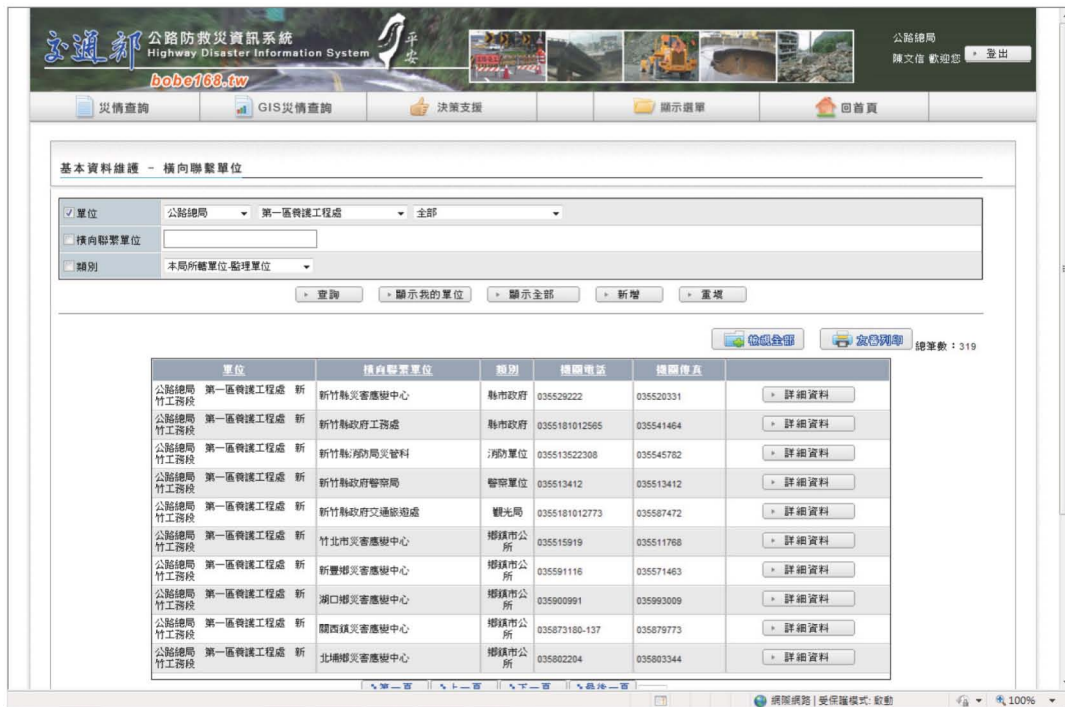 交通部 公路防救災資訊系統
Highway Disaster Information System
bobe168.tw
平安
公路總局
陳文信 歡迎您 登出
災情查詢 GIS災情查詢 決策支援 顯示選單 回首頁
基本資料維護 - 橫向聯繫單位
單位 公路總局 第一區養護工程處 全部
橫向聯繫單位
類別 本局所轄單位-監理單位
查詢 顯示我的單位 顯示全部 新增 重填
檢視全部 友善列印 總筆數：319
單位 橫向聯繫單位 類別 機關電話 機關傳真
公路總局 第一區養護工程處 新竹工務段 新竹縣災害應變中心 縣市政府 035529222 035520331 詳細資料
公路總局 第一區養護工程處 新竹工務段 新竹縣政府工務處 縣市政府 0355181012565 035541464 詳細資料
公路總局 第一區養護工程處 新竹工務段 新竹縣消防局災管科 消防單位 035513522308 035545782 詳細資料
公路總局 第一區養護工程處 新竹工務段 新竹縣政府警察局 警察單位 035513412 035513412 詳細資料
公路總局 第一區養護工程處 新竹工務段 新竹縣政府交通旅遊處 觀光局 0355181012773 035587472 詳細資料
公路總局 第一區養護工程處 新竹工務段 竹北市災害應變中心 鄉鎮市公所 035515919 035511768 詳細資料
公路總局 第一區養護工程處 新竹工務段 新豐鄉災害應變中心 鄉鎮市公所 035591116 035571463 詳細資料
公路總局 第一區養護工程處 新竹工務段 湖口鄉災害應變中心 鄉鎮市公所 035900991 035993009 詳細資料
公路總局 第一區養護工程處 新竹工務段 關西鎮災害應變中心 鄉鎮市公所 035873180-137 035879773 詳細資料
公路總局 第一區養護工程處 新竹工務段 北埔鄉災害應變中心 鄉鎮市公所 035802204 035803344 詳細資料
第一頁 上一頁 下一頁 最後一頁
網際網路 | 受保護模式: 啟動 100%